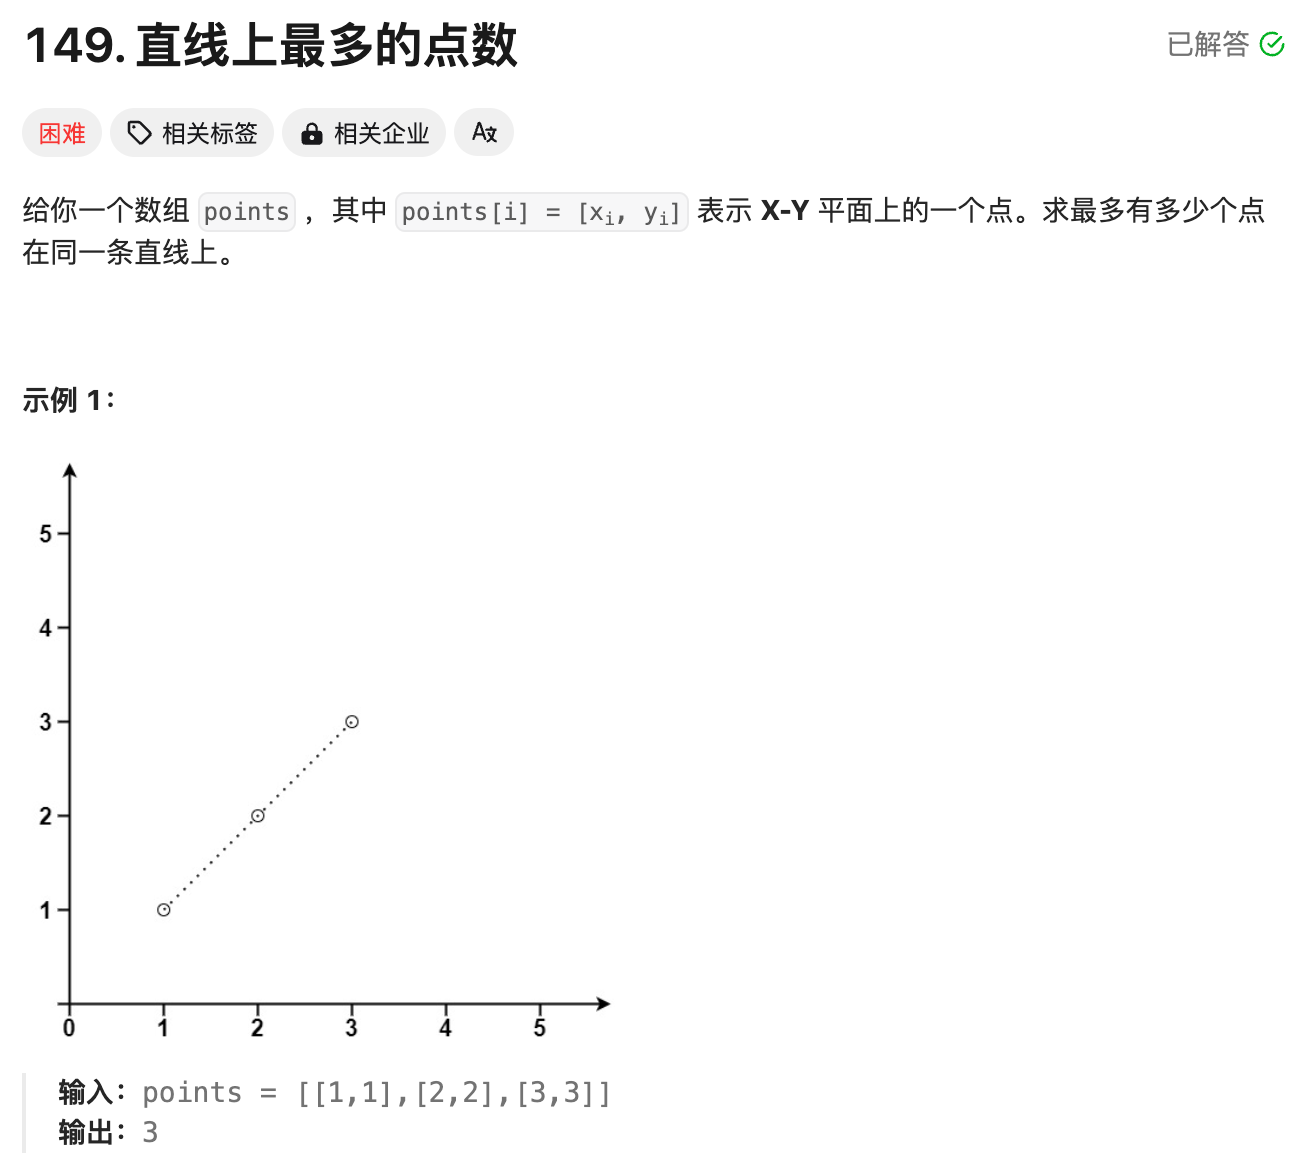 149. 直线上最多的点数
已解答
困难 相关标签 相关企业 A文
给你一个数组 points ，其中 points[i] = [xi, yi] 表示 X-Y 平面上的一个点。求最多有多少个点
在同一条直线上。
示例 1：
5
4
3
2
1
0 1 2 3 4 5
输入：points = [[1,1],[2,2],[3,3]]
输出：3